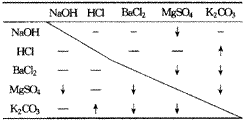 NaOH HCl BaCl₂ MgSO₄ K₂CO₃
NaOH — — ↓ —
HCl — — — ↑
BaCl₂ — — ↓ ↓
MgSO₄ ↓ — ↓ ↓
K₂CO₃ — ↑ ↓ ↓